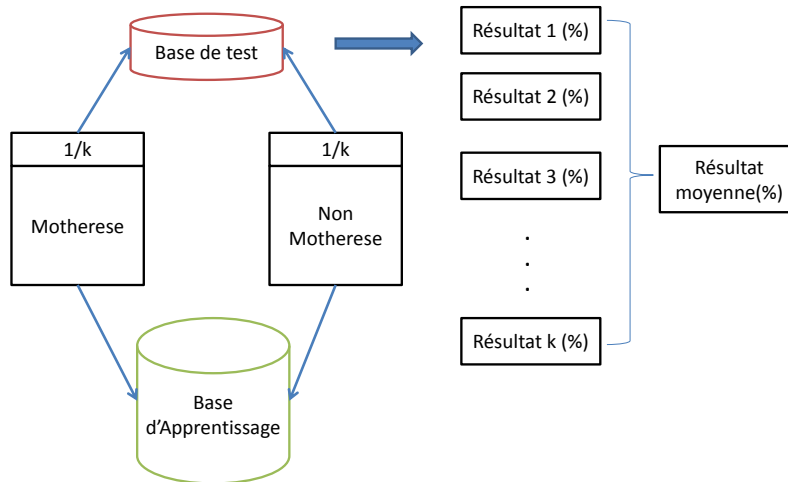 Base de test
1/k
Motherese
1/k
Non
Motherese
Base
d'Apprentissage
Résultat 1 (%)
Résultat 2 (%)
Résultat 3 (%)
.
.
.
Résultat k (%)
Résultat
moyenne(%)